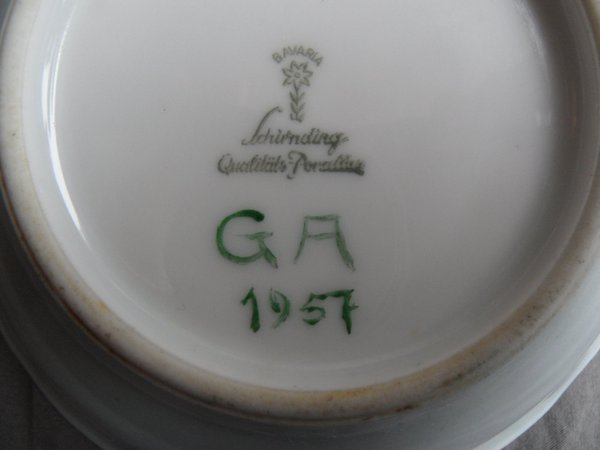 BAVARIA
Schirnding
Qualitäts-Porzellan
GA
1957